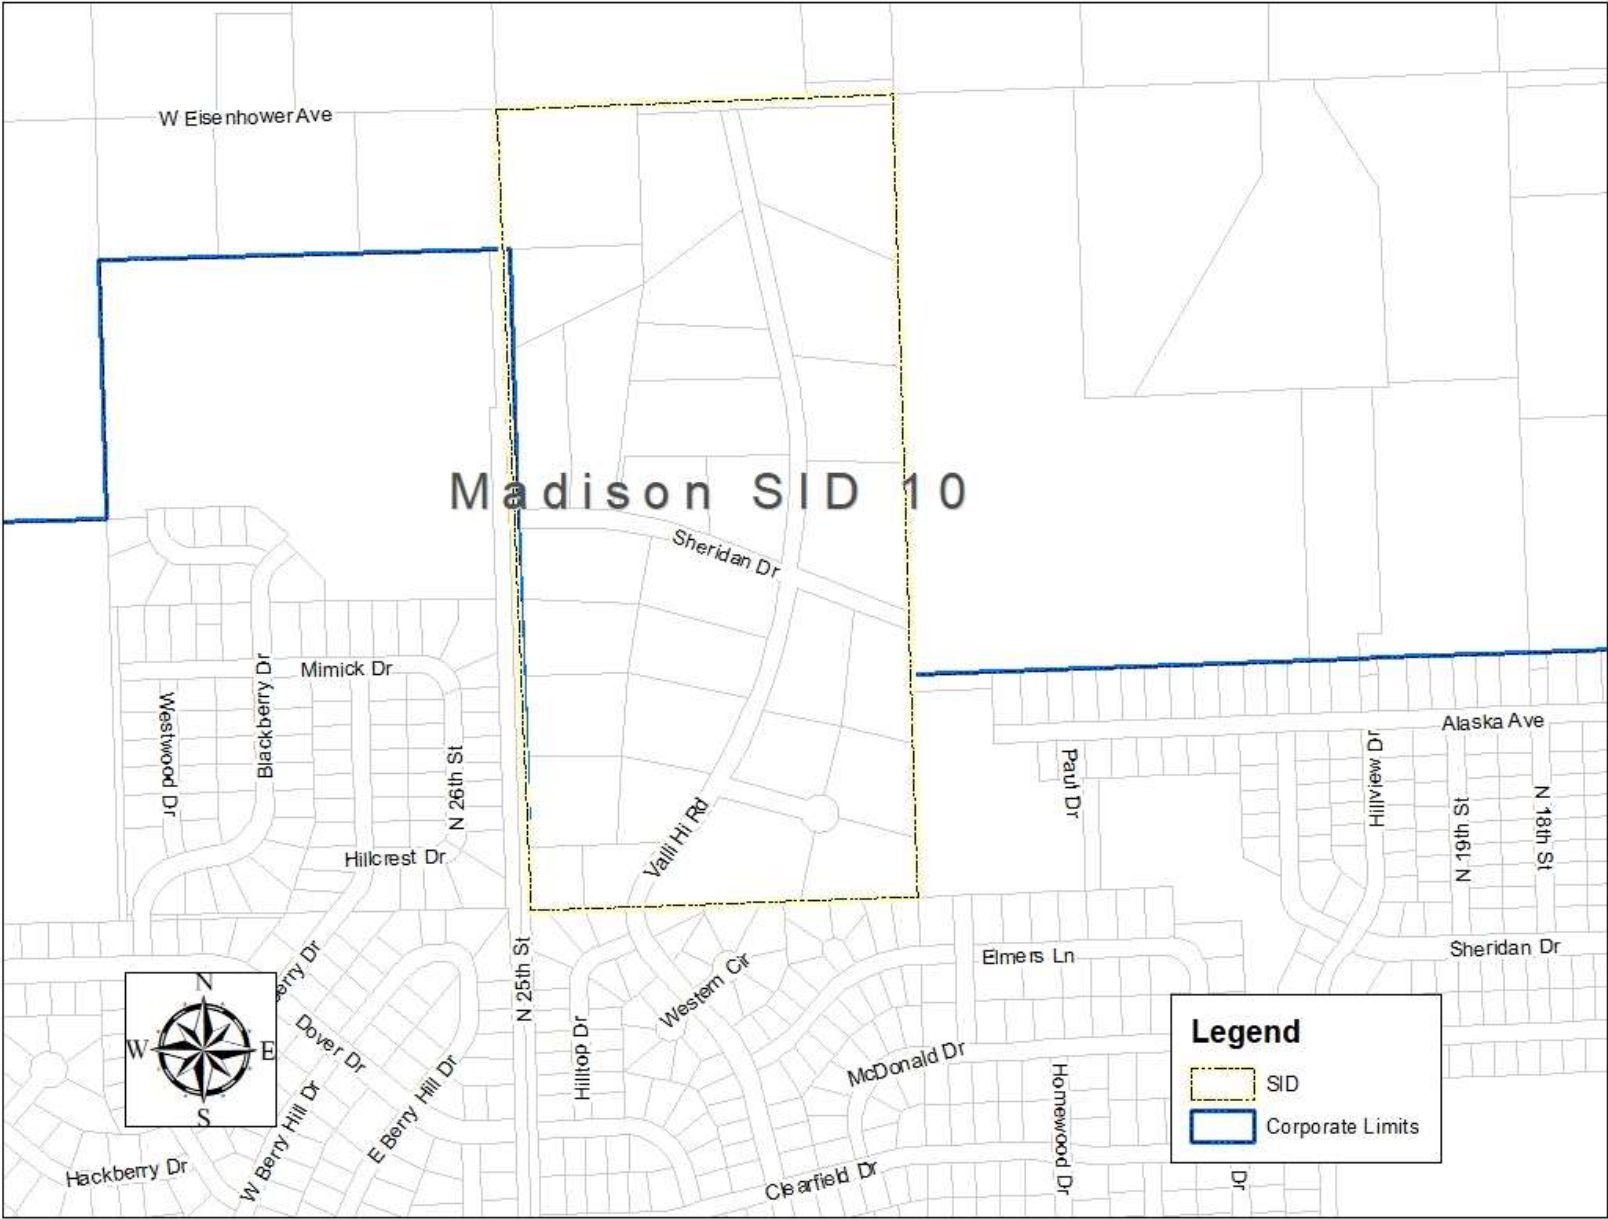 W Eisenhower Ave
Madison SID 10
Sheridan Dr
Mimick Dr
Blackberry Dr
Westwood Dr
N 26th St
Hillcrest Dr
Valli Hi Rd
Alaska Ave
Paul Dr
Hillview Dr
N 19th St
N 18th St
Sheridan Dr
Elmers Ln
N 25th St
Western Cir
Hilltop Dr
McDonald Dr
Homewood Dr
Clearfield Dr
Dr
berry Dr
Dover Dr
W Berry Hill Dr
E Berry Hill Dr
Hackberry Dr
N
W E
S
Legend
SID
Corporate Limits